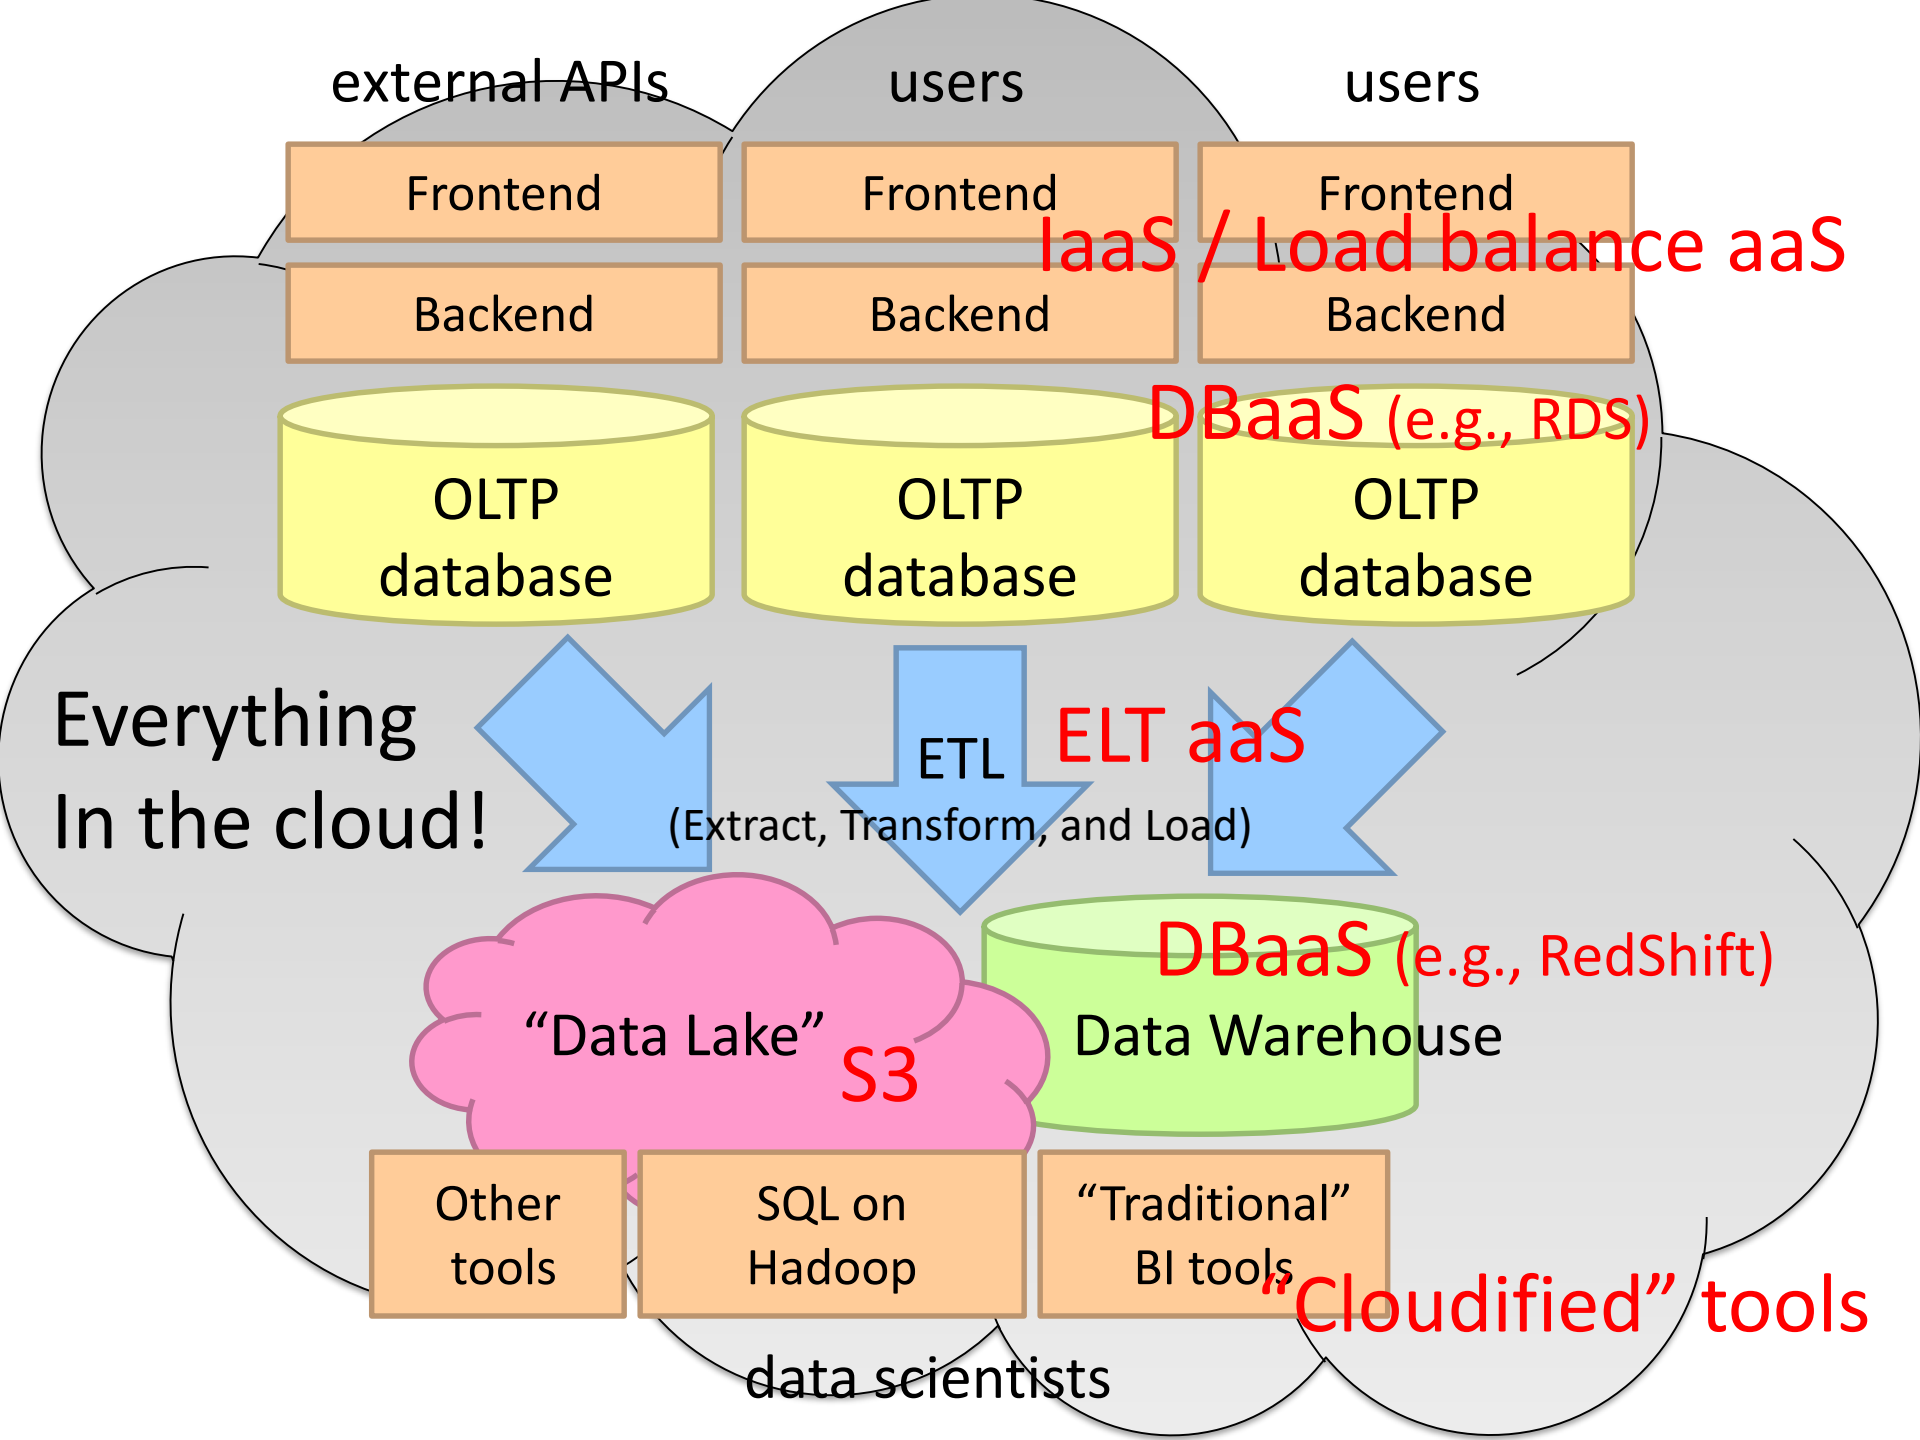 external APIs
users
users
Frontend
Frontend
Frontend
IaaS / Load balance aaS
Backend
Backend
Backend
DBaaS (e.g., RDS)
OLTP
database
OLTP
database
OLTP
database
Everything
In the cloud!
ETL
ELT aaS
(Extract, Transform, and Load)
DBaaS (e.g., RedShift)
“Data Lake”
S3
Data Warehouse
Other
tools
SQL on
Hadoop
“Traditional”
BI tools
“Cloudified” tools
data scientists